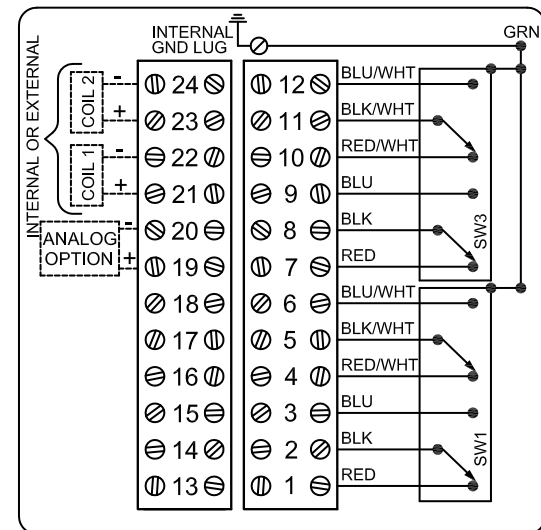 INTERNAL
GND LUG
GRN
INTERNAL OR EXTERNAL
COIL 2
-
+
COIL 1
-
+
ANALOG
OPTION
-
+
24
23
22
21
20
19
18
17
16
15
14
13
12
11
10
9
8
7
6
5
4
3
2
1
BLU/WHT
BLK/WHT
RED/WHT
BLU
BLK
RED
BLU/WHT
BLK/WHT
RED/WHT
BLU
BLK
RED
SW3
SW1